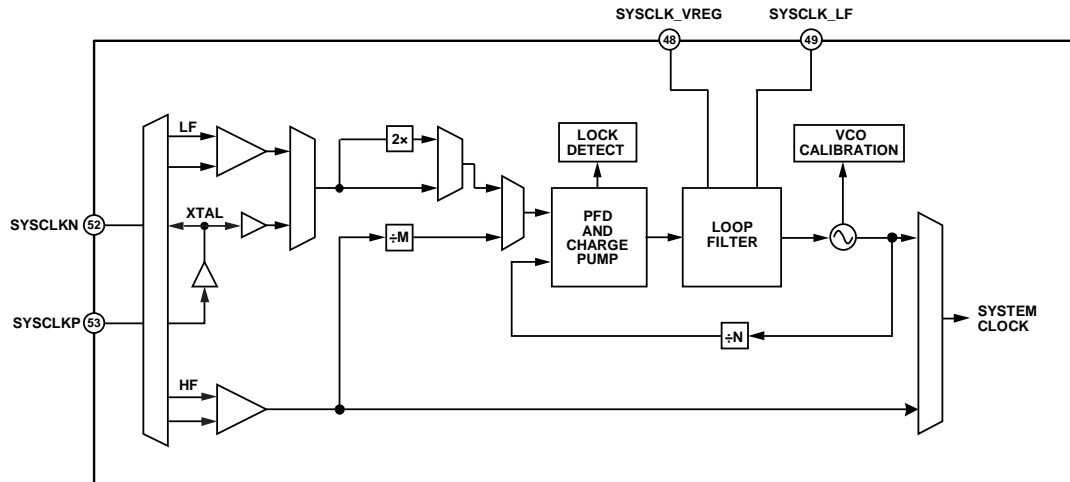 SYSCLK_VREG
SYSCLK_LF
48
49
LF
2×
LOCK
DETECT
VCO
CALIBRATION
SYSCLKN
52
XTAL
÷M
PFD
AND
CHARGE
PUMP
LOOP
FILTER
SYSCLKP
53
÷N
SYSTEM
CLOCK
HF